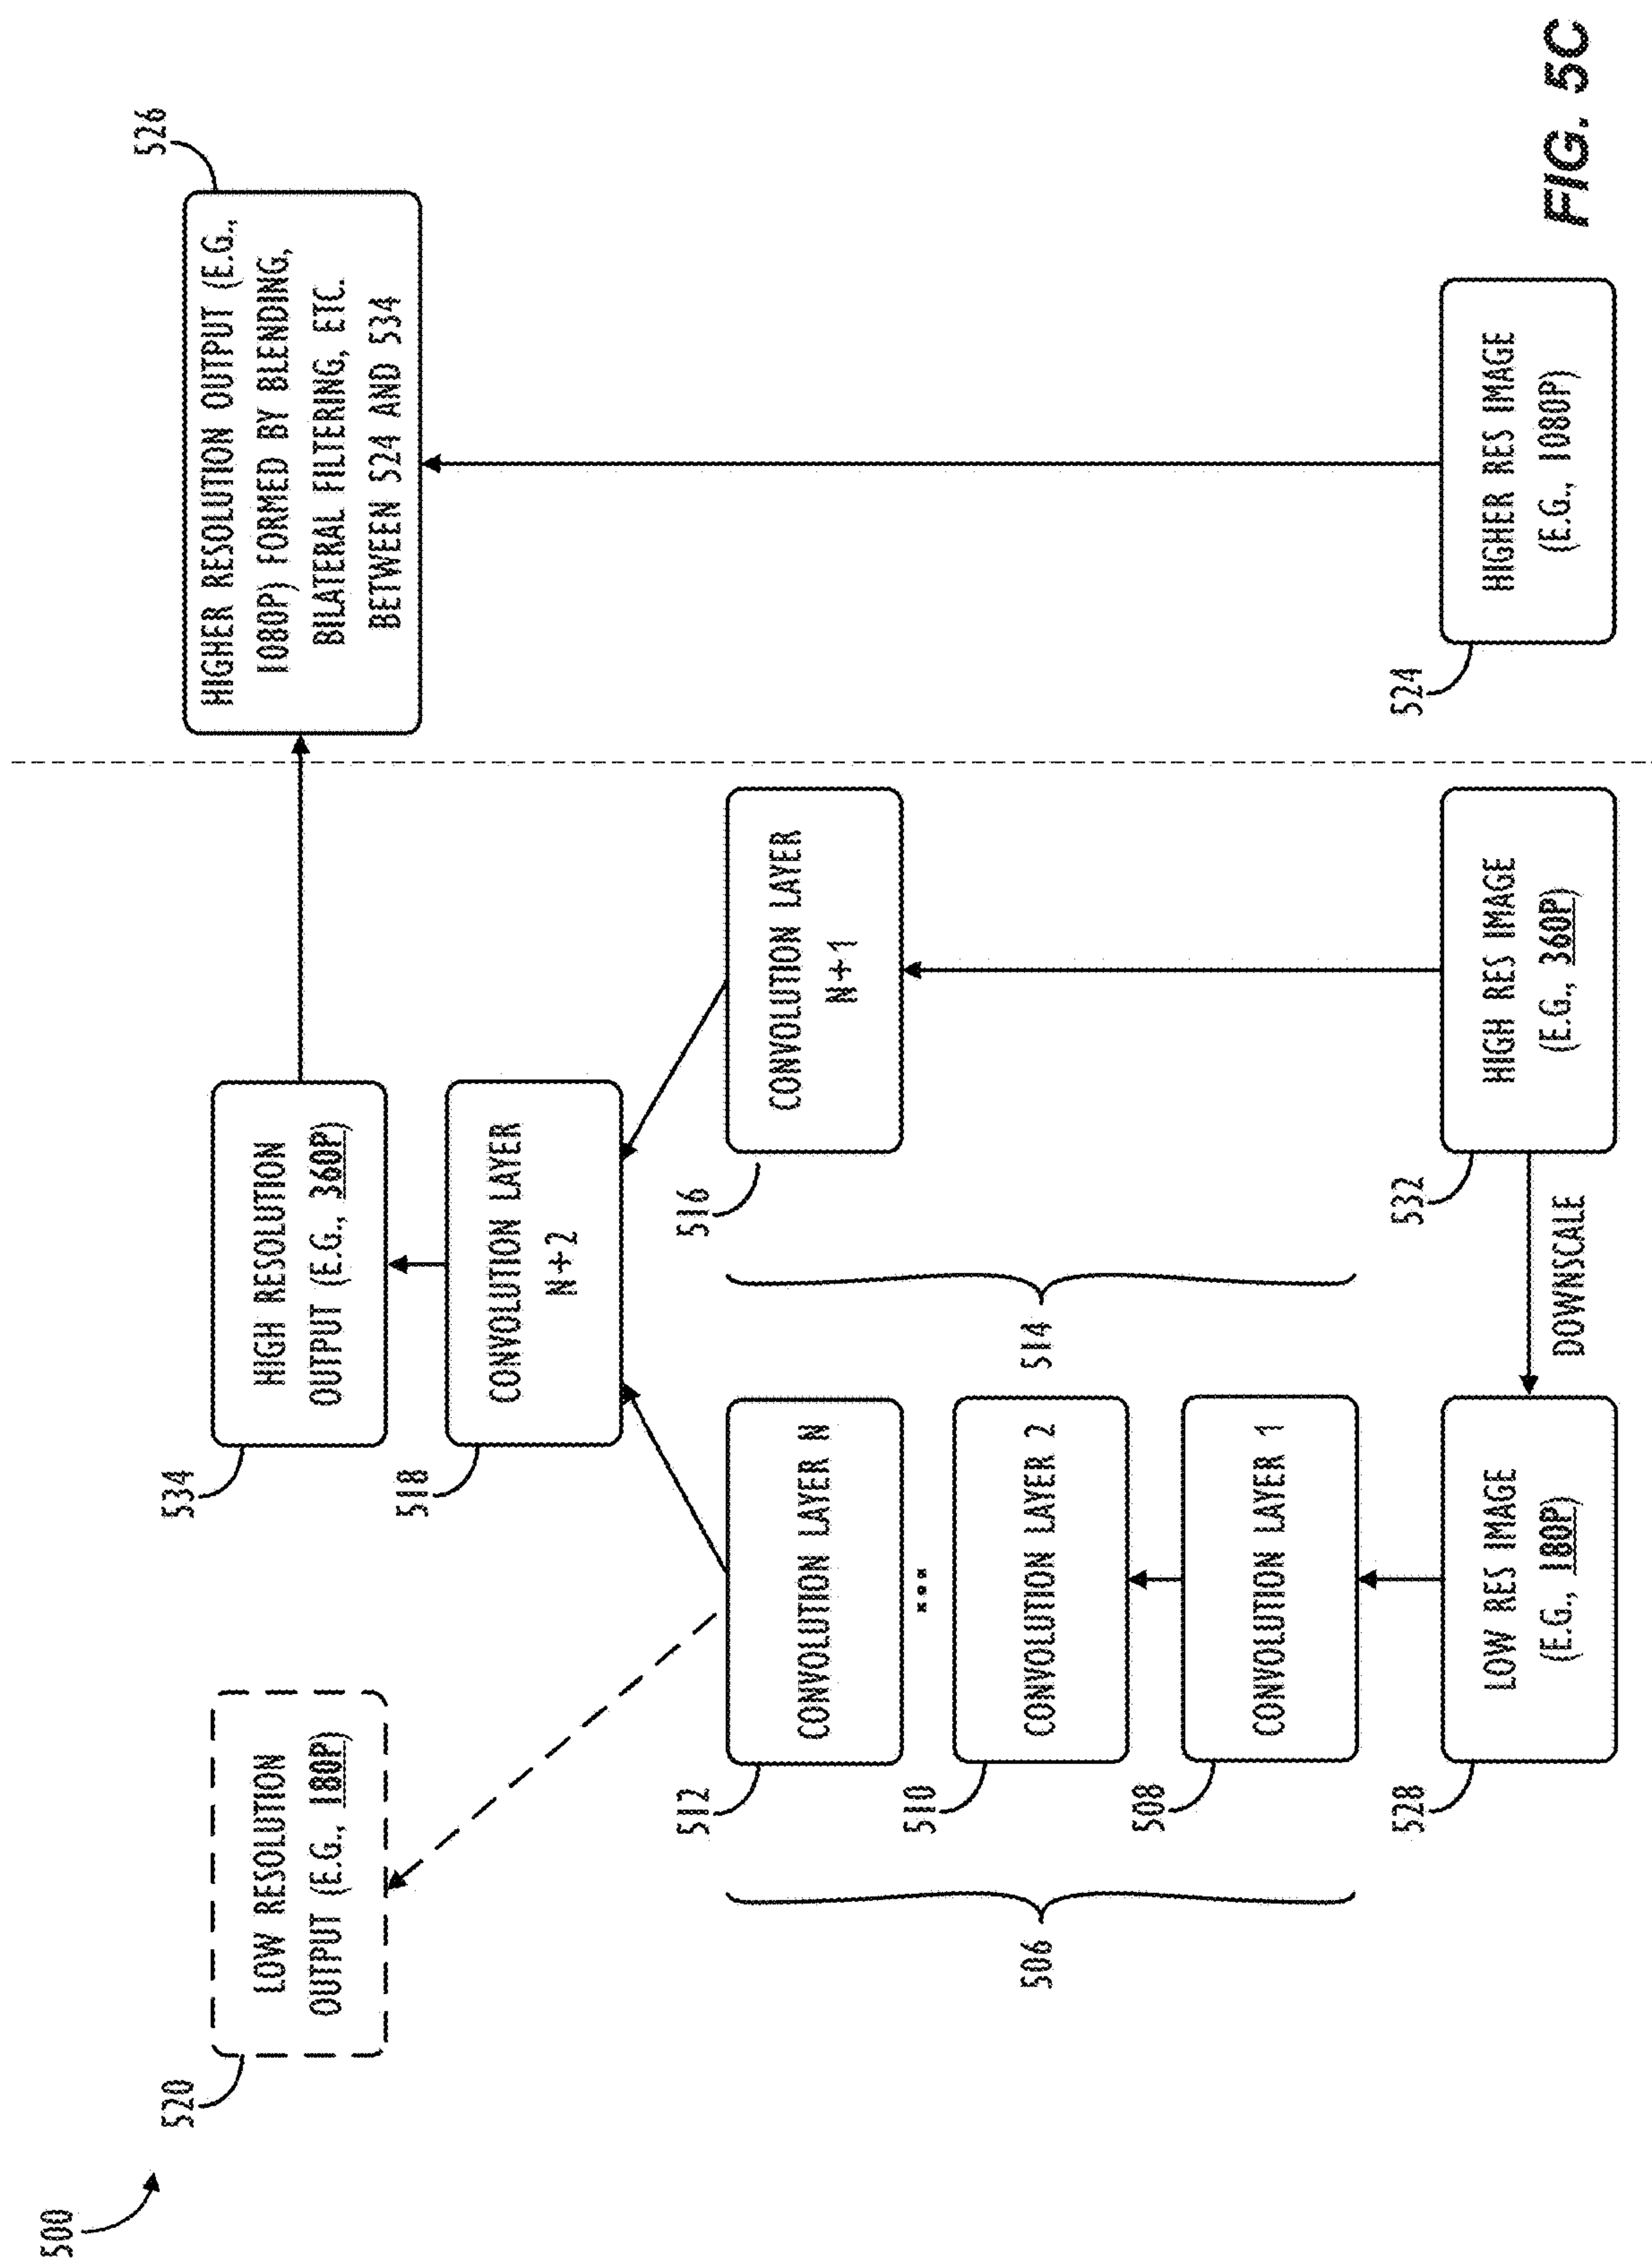 500
520
LOW RESOLUTION
OUTPUT (E.G., 180P)
534
HIGH RESOLUTION
OUTPUT (E.G., 360P)
526
HIGHER RESOLUTION OUTPUT (E.G.,
1080P) FORMED BY BLENDING,
BILATERAL FILTERING, ETC.
BETWEEN 524 AND 534
518
CONVOLUTION LAYER
N+2
506
512
CONVOLUTION LAYER N
...
510
CONVOLUTION LAYER 2
508
CONVOLUTION LAYER 1
514
516
CONVOLUTION LAYER
N+1
528
LOW RES IMAGE
(E.G., 180P)
DOWNSCALE
532
HIGH RES IMAGE
(E.G., 360P)
524
HIGHER RES IMAGE
(E.G., 1080P)
FIG. 5C